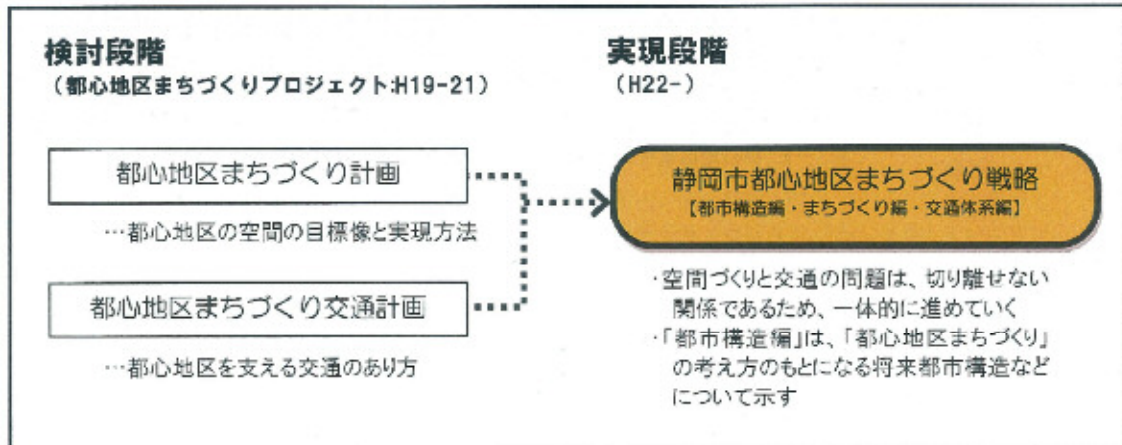 検討段階
（都心地区まちづくりプロジェクト:H19-21）
都心地区まちづくり計画
…都心地区の空間の目標像と実現方法
都心地区まちづくり交通計画
…都心地区を支える交通のあり方
実現段階
（H22-）
静岡市都心地区まちづくり戦略
【都市構造編・まちづくり編・交通体系編】
・空間づくりと交通の問題は、切り離せない
関係であるため、一体的に進めていく
・「都市構造編」は、「都心地区まちづくり」
の考え方のもとになる将来都市構造など
について示す